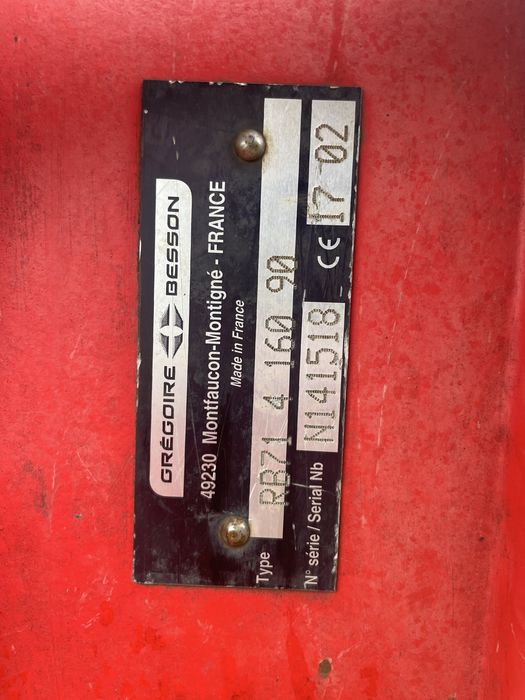 GRÉGOIRE BESSON
49230 Montfaucon-Montigné - FRANCE
Made in France
Type RB71 4 160 90
N° série / Serial Nb N141518 CE 17 02